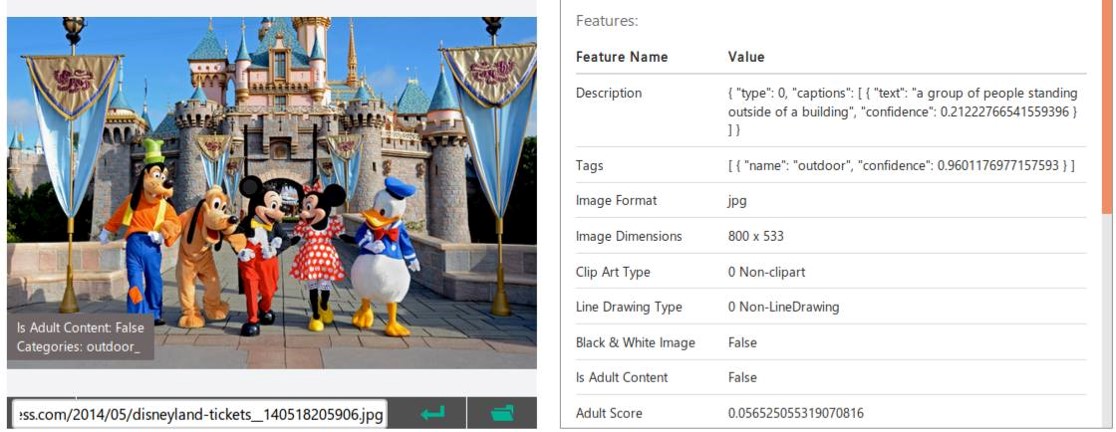 Is Adult Content: False
Categories: outdoor_
ess.com/2014/05/disneyland-tickets__140518205906.jpg
Features:
Feature Name Value
Description { "type": 0, "captions": [ { "text": "a group of people standing
outside of a building", "confidence": 0.21222766541559396 }
] }
Tags [ { "name": "outdoor", "confidence": 0.9601176977157593 } ]
Image Format jpg
Image Dimensions 800 x 533
Clip Art Type 0 Non-clipart
Line Drawing Type 0 Non-LineDrawing
Black & White Image False
Is Adult Content False
Adult Score 0.056525055319070816